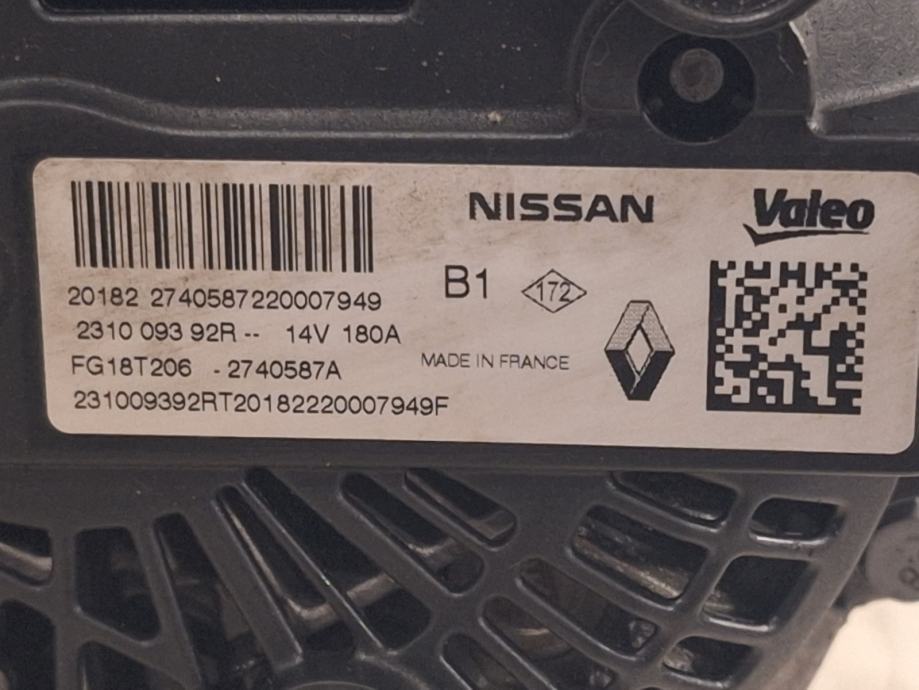 NISSAN
Valeo
B1
172
20182 2740587220007949
2310 093 92R -- 14V 180A
FG18T206 - 2740587A
MADE IN FRANCE
231009392RT20182220007949F